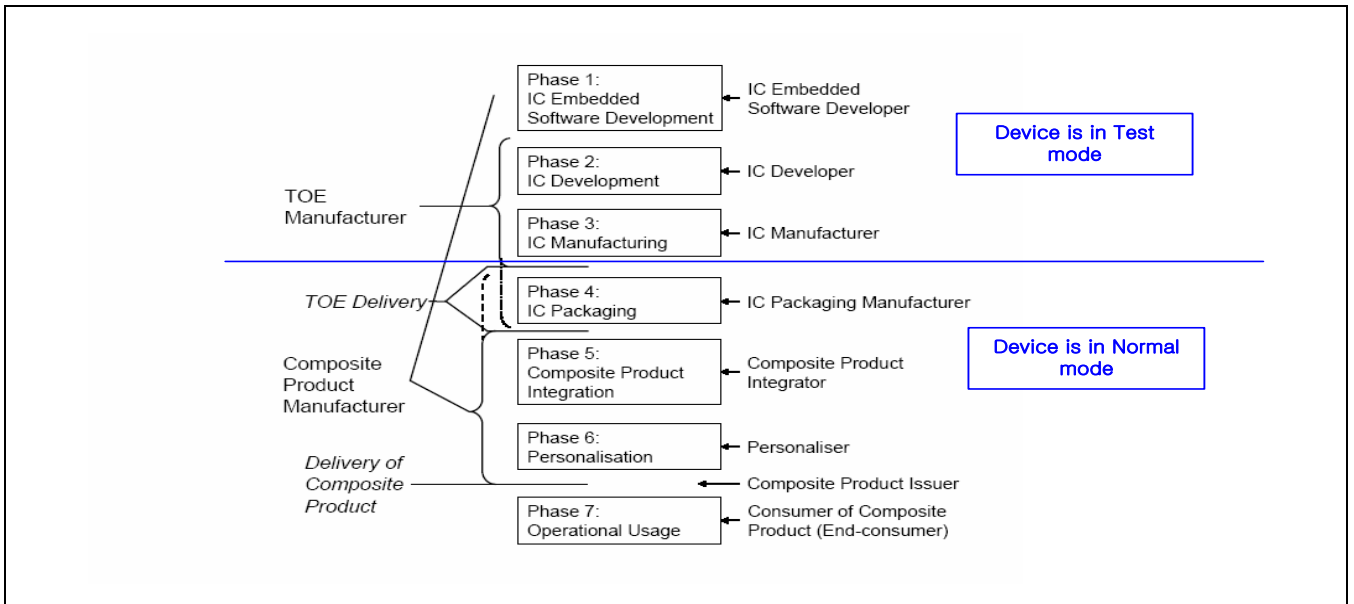 Phase 1:
IC Embedded
Software Development
IC Embedded
Software Developer
Device is in Test
mode
Phase 2:
IC Development
IC Developer
TOE
Manufacturer
Phase 3:
IC Manufacturing
IC Manufacturer
TOE Delivery
Phase 4:
IC Packaging
IC Packaging Manufacturer
Device is in Normal
mode
Composite
Product
Manufacturer
Phase 5:
Composite Product
Integration
Composite Product
Integrator
Phase 6:
Personalisation
Personaliser
Delivery of
Composite
Product
Composite Product Issuer
Phase 7:
Operational Usage
Consumer of Composite
Product (End-consumer)